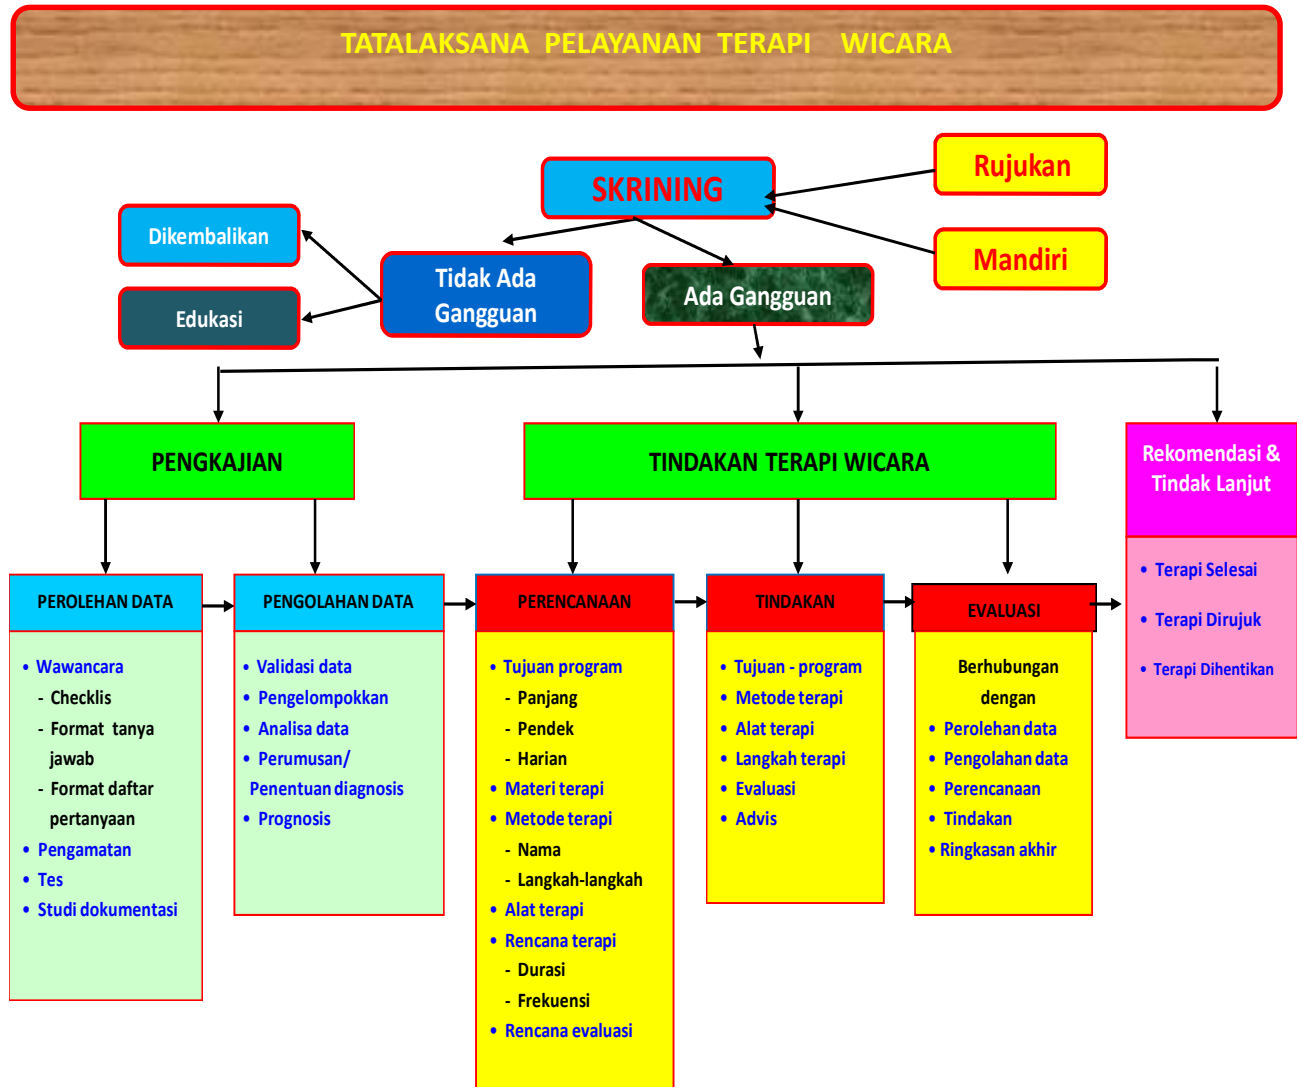 TATALAKSANA PELAYANAN TERAPI WICARA
SKRINING
Rujukan
Mandiri
Dikembalikan
Edukasi
Tidak Ada
Gangguan
Ada Gangguan
PENGKAJIAN
TINDAKAN TERAPI WICARA
Rekomendasi &
Tindak Lanjut
• Terapi Selesai
• Terapi Dirujuk
• Terapi Dihentikan
PEROLEHAN DATA
• Wawancara
- Checklis
- Format tanya
jawab
- Format daftar
pertanyaan
• Pengamatan
• Tes
• Studi dokumentasi
PENGOLAHAN DATA
• Validasi data
• Pengelompokkan
• Analisa data
• Perumusan/
Penentuan diagnosis
• Prognosis
PERENCANAAN
• Tujuan program
- Panjang
- Pendek
- Harian
• Materi terapi
• Metode terapi
- Nama
- Langkah-langkah
• Alat terapi
• Rencana terapi
- Durasi
- Frekuensi
• Rencana evaluasi
TINDAKAN
• Tujuan - program
• Metode terapi
• Alat terapi
• Langkah terapi
• Evaluasi
• Advis
EVALUASI
Berhubungan
dengan
• Perolehan data
• Pengolahan data
• Perencanaan
• Tindakan
• Ringkasan akhir